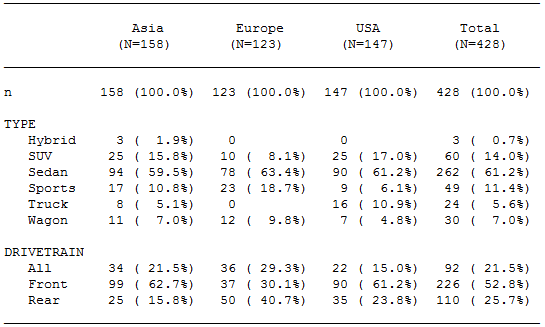 Asia Europe USA Total
(N=158) (N=123) (N=147) (N=428)
n 158 (100.0%) 123 (100.0%) 147 (100.0%) 428 (100.0%)
TYPE
Hybrid 3 ( 1.9%) 0 0 3 ( 0.7%)
SUV 25 ( 15.8%) 10 ( 8.1%) 25 ( 17.0%) 60 ( 14.0%)
Sedan 94 ( 59.5%) 78 ( 63.4%) 90 ( 61.2%) 262 ( 61.2%)
Sports 17 ( 10.8%) 23 ( 18.7%) 9 ( 6.1%) 49 ( 11.4%)
Truck 8 ( 5.1%) 0 16 ( 10.9%) 24 ( 5.6%)
Wagon 11 ( 7.0%) 12 ( 9.8%) 7 ( 4.8%) 30 ( 7.0%)
DRIVETRAIN
All 34 ( 21.5%) 36 ( 29.3%) 22 ( 15.0%) 92 ( 21.5%)
Front 99 ( 62.7%) 37 ( 30.1%) 90 ( 61.2%) 226 ( 52.8%)
Rear 25 ( 15.8%) 50 ( 40.7%) 35 ( 23.8%) 110 ( 25.7%)